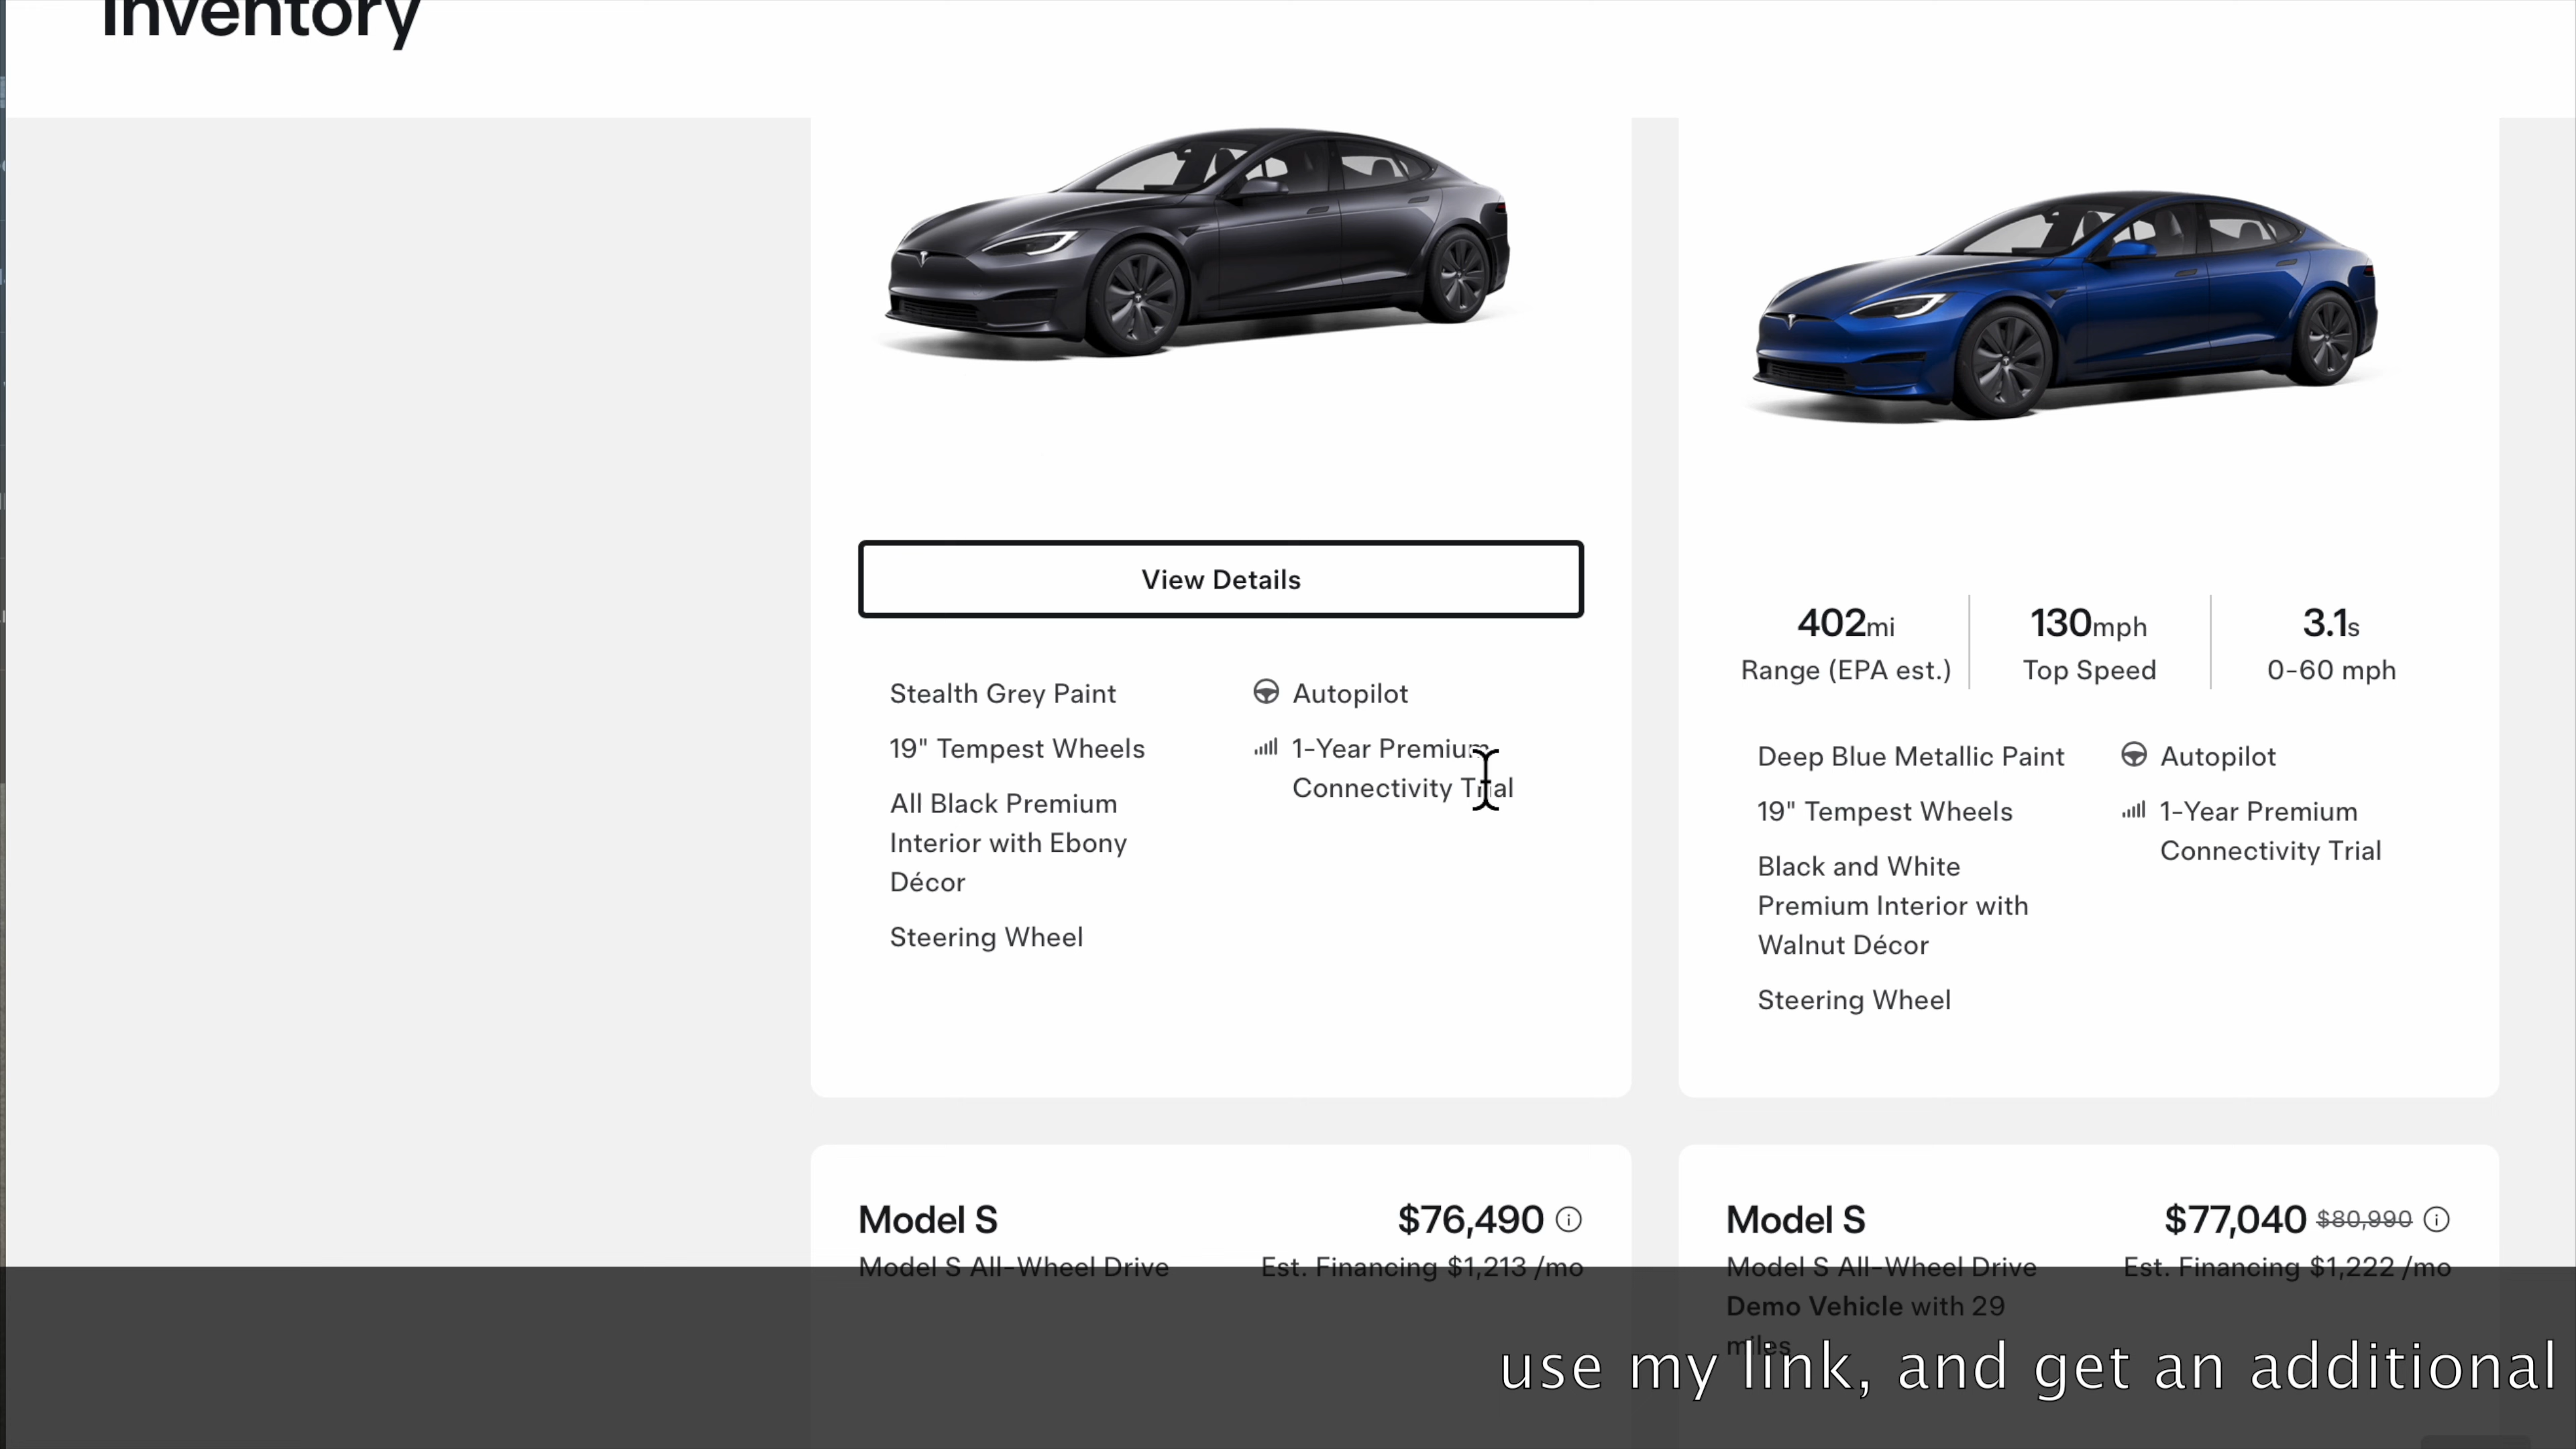 Inventory
View Details
Stealth Grey Paint
19" Tempest Wheels
All Black Premium
Interior with Ebony
Décor
Steering Wheel
Autopilot
1-Year Premium
Connectivity Trial
402mi
Range (EPA est.)
130mph
Top Speed
3.1s
0-60 mph
Deep Blue Metallic Paint
19" Tempest Wheels
Black and White
Premium Interior with
Walnut Décor
Steering Wheel
Autopilot
1-Year Premium
Connectivity Trial
Model S $76,490
Model S All-Wheel Drive Est. Financing $1,213 /mo
Model S $77,040 $80,990
Model S All-Wheel Drive Est. Financing $1,222 /mo
Demo Vehicle with 29
miles
use my link, and get an additional